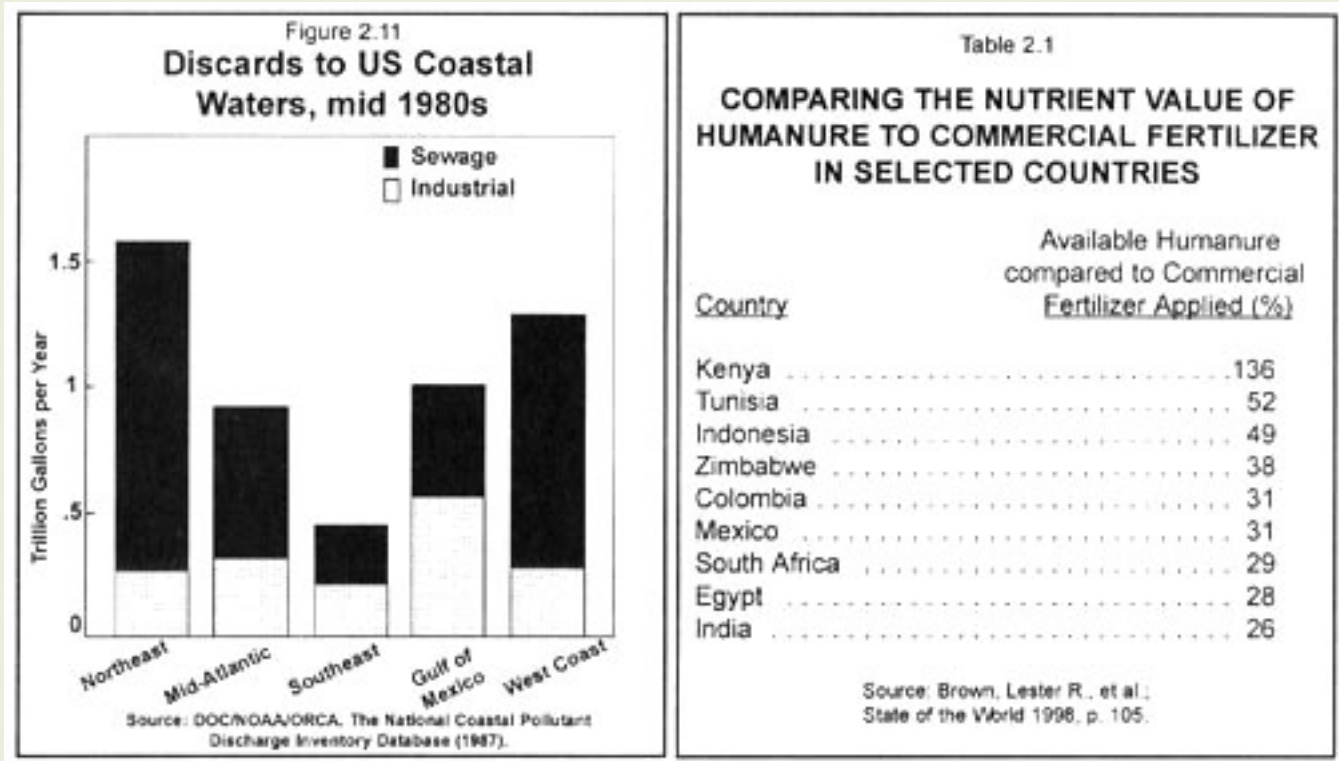 Figure 2.11
Discards to US Coastal
Waters, mid 1980s
Sewage
Industrial
Trillion Gallons per Year
1.5
1
.5
0
Northeast
Mid-Atlantic
Southeast
Gulf of
Mexico
West Coast
Source: DOC/NOAA/ORCA, The National Coastal Pollutant
Discharge Inventory Database (1987).
Table 2.1
COMPARING THE NUTRIENT VALUE OF
HUMANURE TO COMMERCIAL FERTILIZER
IN SELECTED COUNTRIES
Available Humanure
compared to Commercial
Country Fertilizer Applied (%)
Kenya 136
Tunisia 52
Indonesia 49
Zimbabwe 38
Colombia 31
Mexico 31
South Africa 29
Egypt 28
India 26
Source: Brown, Lester R., et al.;
State of the World 1998, p. 105.